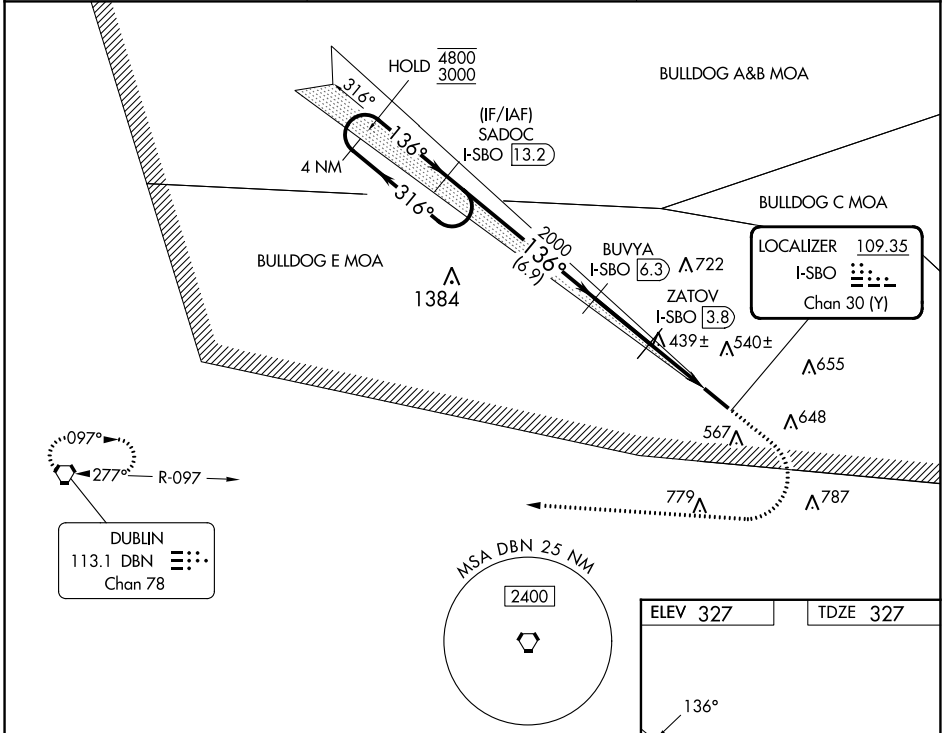 HOLD 4800
3000
BULLDOG A&B MOA
316°
136°
(IF/IAF)
SADOC
I-SBO 13.2
4 NM
316°
BULLDOG C MOA
BULLDOG E MOA
2000
136°
(6.9)
BUVYA
I-SBO 6.3
722
LOCALIZER 109.35
I-SBO
Chan 30 (Y)
1384
ZATOV
I-SBO 3.8
439±
540±
655
648
567
097°
277°
R-097
779
787
DUBLIN
113.1 DBN
Chan 78
MSA DBN 25 NM
2400
ELEV 327
TDZE 327
136°